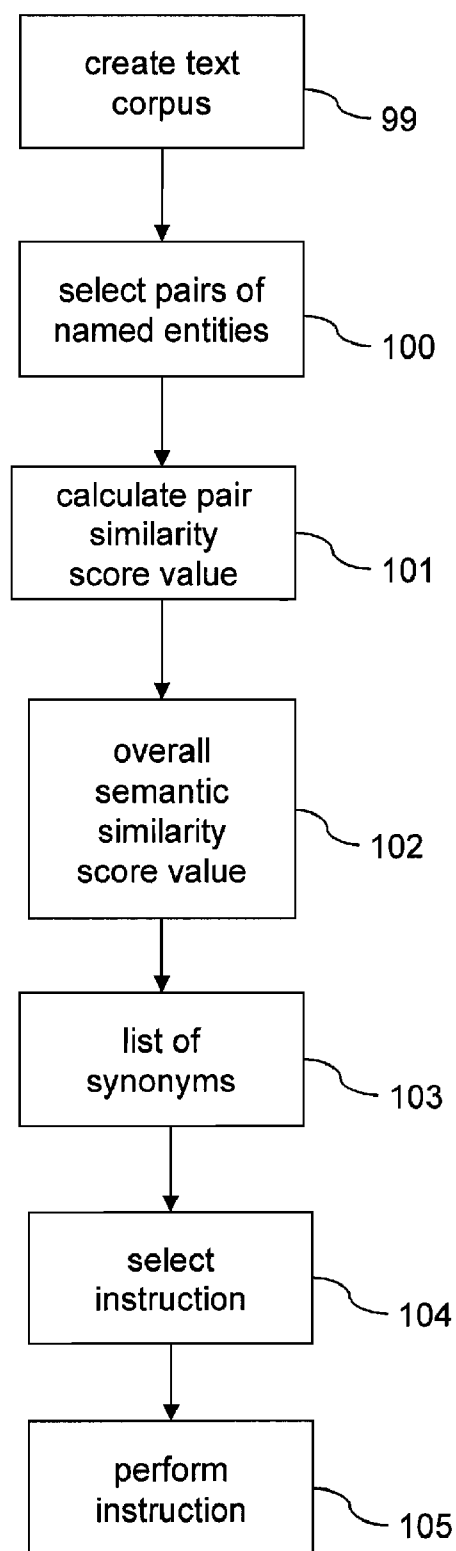 create text
corpus
99
select pairs of
named entities
100
calculate pair
similarity
score value
101
overall
semantic
similarity
score value
102
list of
synonyms
103
select
instruction
104
perform
instruction
105